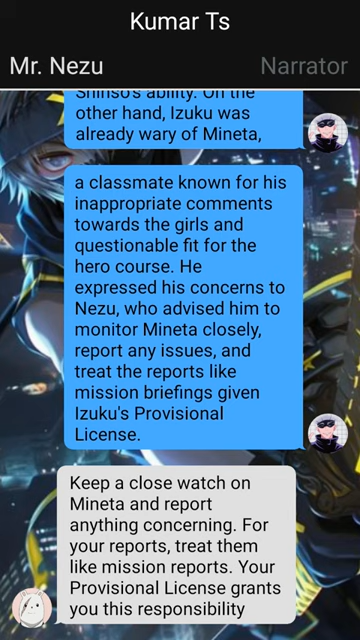 Kumar Ts
Mr. Nezu
Narrator
Shinso's ability. On the
other hand, Izuku was
already wary of Mineta,
a classmate known for his
inappropriate comments
towards the girls and
questionable fit for the
hero course. He
expressed his concerns to
Nezu, who advised him to
monitor Mineta closely,
report any issues, and
treat the reports like
mission briefings given
Izuku's Provisional
License.
Keep a close watch on
Mineta and report
anything concerning. For
your reports, treat them
like mission reports. Your
Provisional License grants
you this responsibility